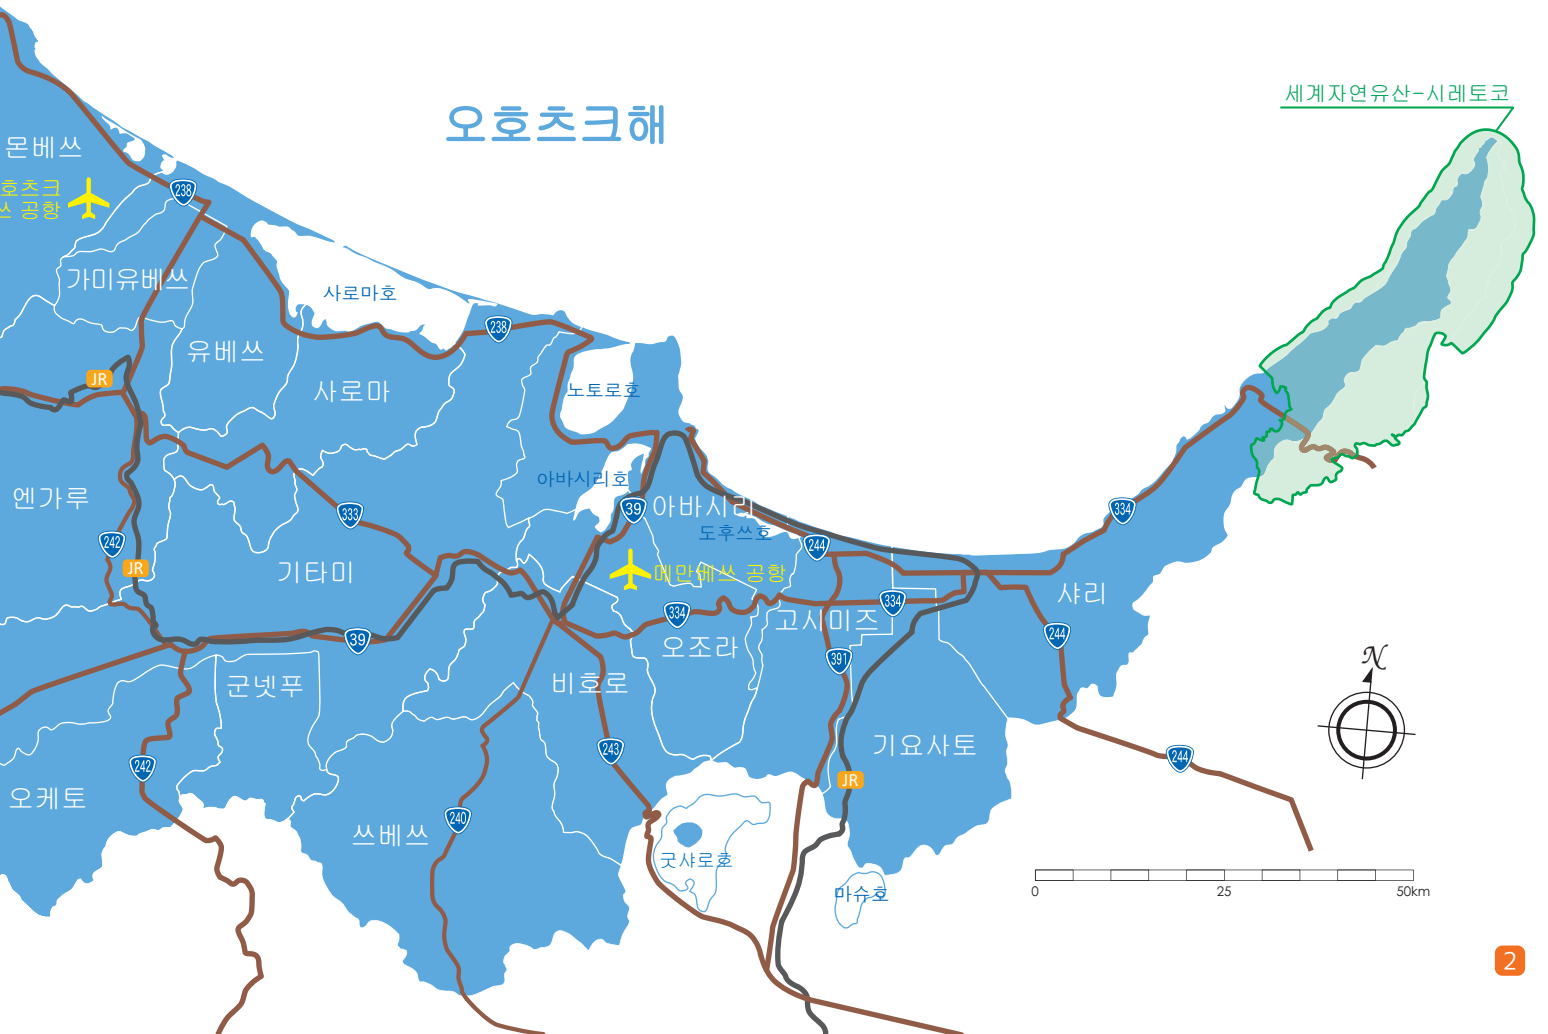 세계자연유산-시레토코
오호츠크해
몬베쓰
호츠크
쓰 공항
238
가미유베쓰
사로마호
238
유베쓰
JR
사로마
노토로호
아바시리호
엔가루
39
아바시리
333
334
도후쓰호
242
244
JR
기타미
메만베쓰 공항
샤리
334
334
고시미즈
39
244
오조라
391
군넷푸
비호로
N
243
기요사토
244
242
JR
오케토
240
쓰베쓰
굿샤로호
마슈호
0
25
50km
2